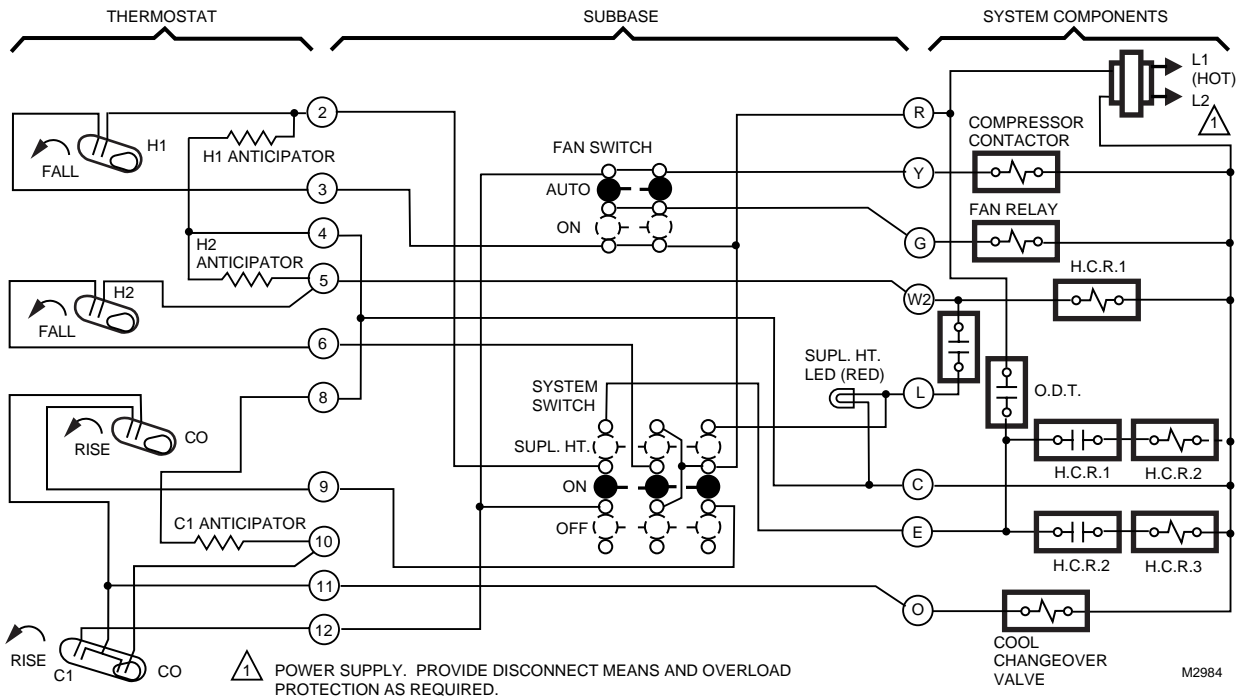 THERMOSTAT
SUBBASE
SYSTEM COMPONENTS
L1
(HOT)
L2
1
2
R
H1
FALL
H1 ANTICIPATOR
COMPRESSOR
CONTACTOR
FAN SWITCH
AUTO
Y
3
ON
FAN RELAY
4
G
H2
ANTICIPATOR
5
H.C.R.1
W2
H2
FALL
6
SUPL. HT.
LED (RED)
O.D.T.
SYSTEM
SWITCH
8
L
CO
RISE
SUPL. HT.
H.C.R.1
H.C.R.2
9
ON
C
C1 ANTICIPATOR
OFF
E
10
H.C.R.2
H.C.R.3
11
O
12
RISE
C1
CO
COOL
CHANGEOVER
VALVE
1
POWER SUPPLY. PROVIDE DISCONNECT MEANS AND OVERLOAD
PROTECTION AS REQUIRED.
M2984